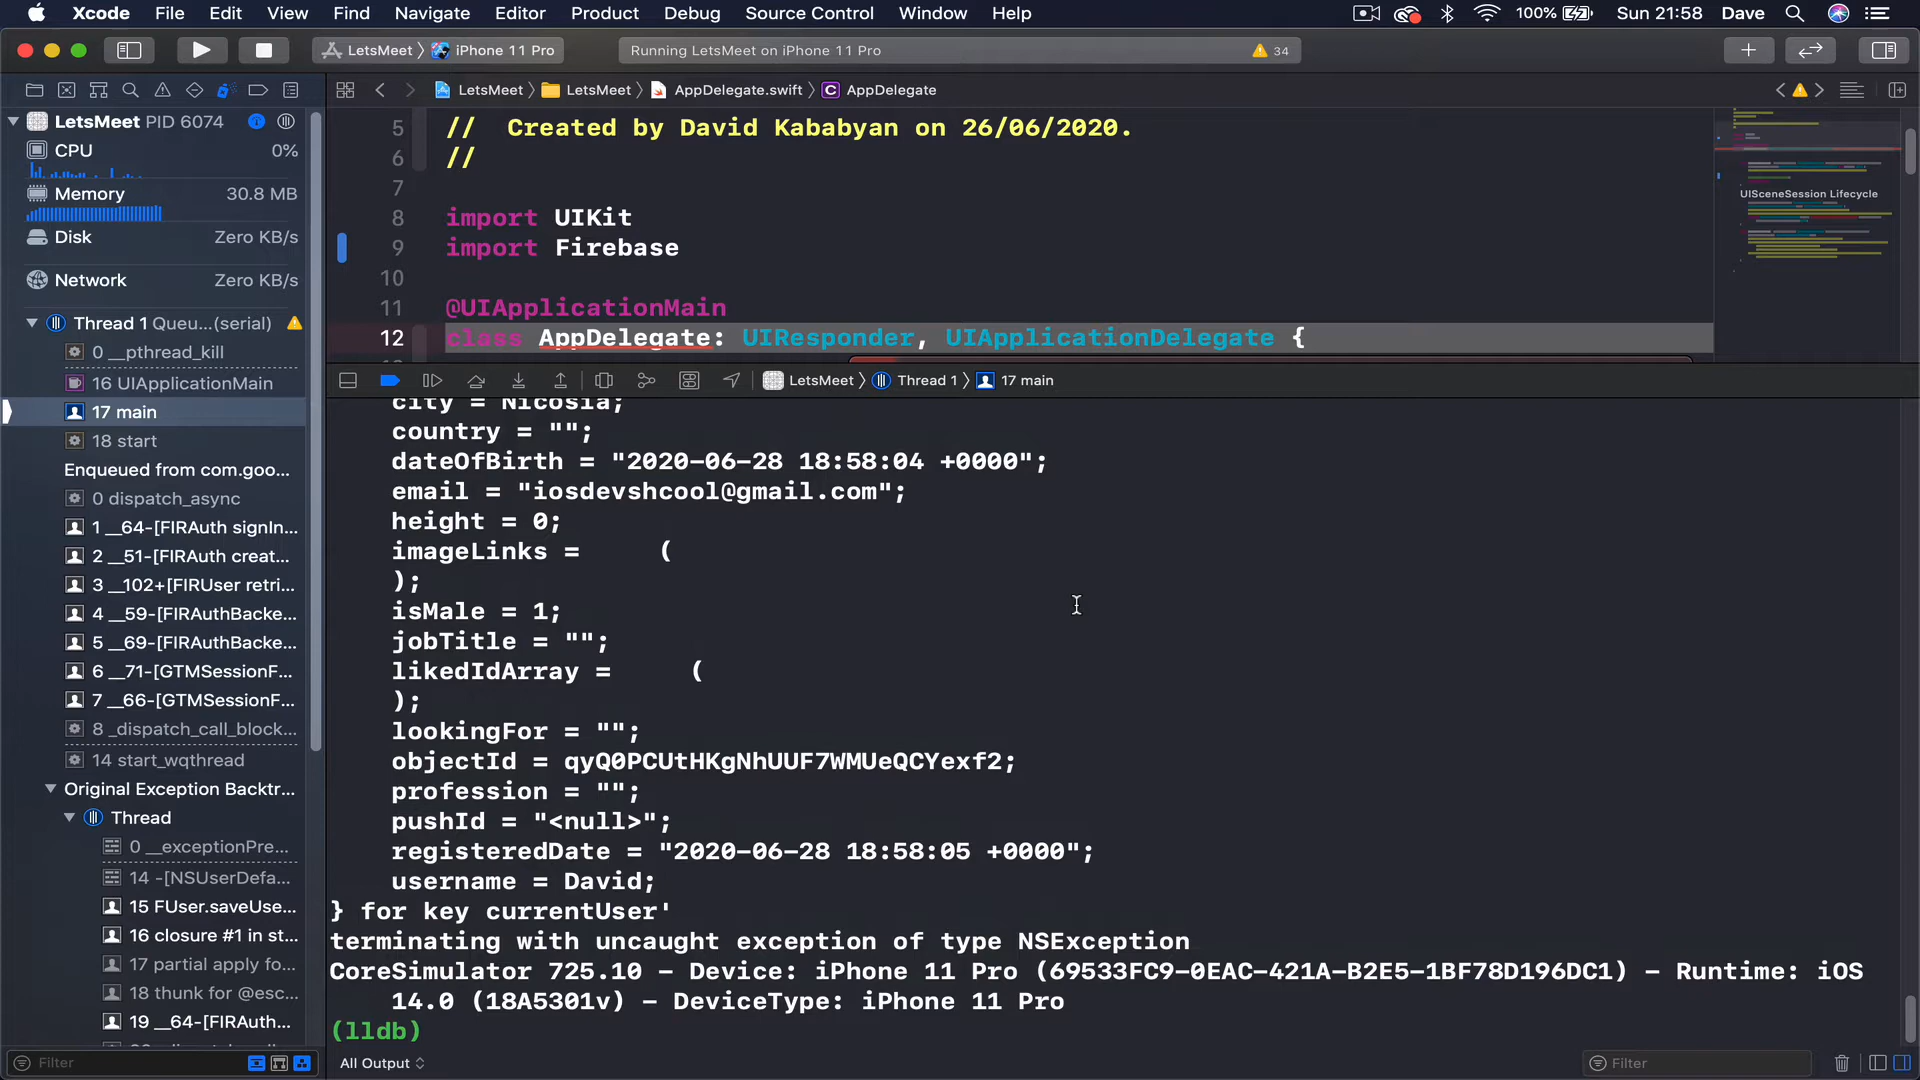 Xcode File Edit View Find Navigate Editor Product Debug Source Control Window Help 100% Sun 21:58 Dave
LetsMeet iPhone 11 Pro Running LetsMeet on iPhone 11 Pro 34
LetsMeet LetsMeet AppDelegate.swift AppDelegate
LetsMeet PID 6074
CPU 0%
Memory 30.8 MB
Disk Zero KB/s
Network Zero KB/s
Thread 1 Queu...(serial)
0 __pthread_kill
16 UIApplicationMain
17 main
18 start
Enqueued from com.goo...
0 dispatch_async
1 __64-[FIRAuth signIn...
2 __51-[FIRAuth creat...
3 __102+[FIRUser retri...
4 __59-[FIRAuthBacke...
5 __69-[FIRAuthBacke...
6 __71-[GTMSessionF...
7 __66-[GTMSessionF...
8 _dispatch_call_block...
14 start_wqthread
Original Exception Backtr...
Thread
0 __exceptionPre...
14 -[NSUserDefa...
15 FUser.saveUse...
16 closure #1 in st...
17 partial apply fo...
18 thunk for @esc...
19 __64-[FIRAuth...
Filter
5 //  Created by David Kababyan on 26/06/2020.
6 //
7
8 import UIKit
9 import Firebase
10
11 @UIApplicationMain
12 class AppDelegate: UIResponder, UIApplicationDelegate {
UISceneSession Lifecycle
LetsMeet Thread 1 17 main
city = Nicosia;
country = "";
dateOfBirth = "2020-06-28 18:58:04 +0000";
email = "iosdevshcool@gmail.com";
height = 0;
imageLinks =     (
);
isMale = 1;
jobTitle = "";
likedIdArray =     (
);
lookingFor = "";
objectId = qyQ0PCUtHKgNhUUF7WMUeQCYexf2;
profession = "";
pushId = "<null>";
registeredDate = "2020-06-28 18:58:05 +0000";
username = David;
} for key currentUser'
terminating with uncaught exception of type NSException
CoreSimulator 725.10 - Device: iPhone 11 Pro (69533FC9-0EAC-421A-B2E5-1BF78D196DC1) - Runtime: iOS
14.0 (18A5301v) - DeviceType: iPhone 11 Pro
(lldb)
All Output Filter